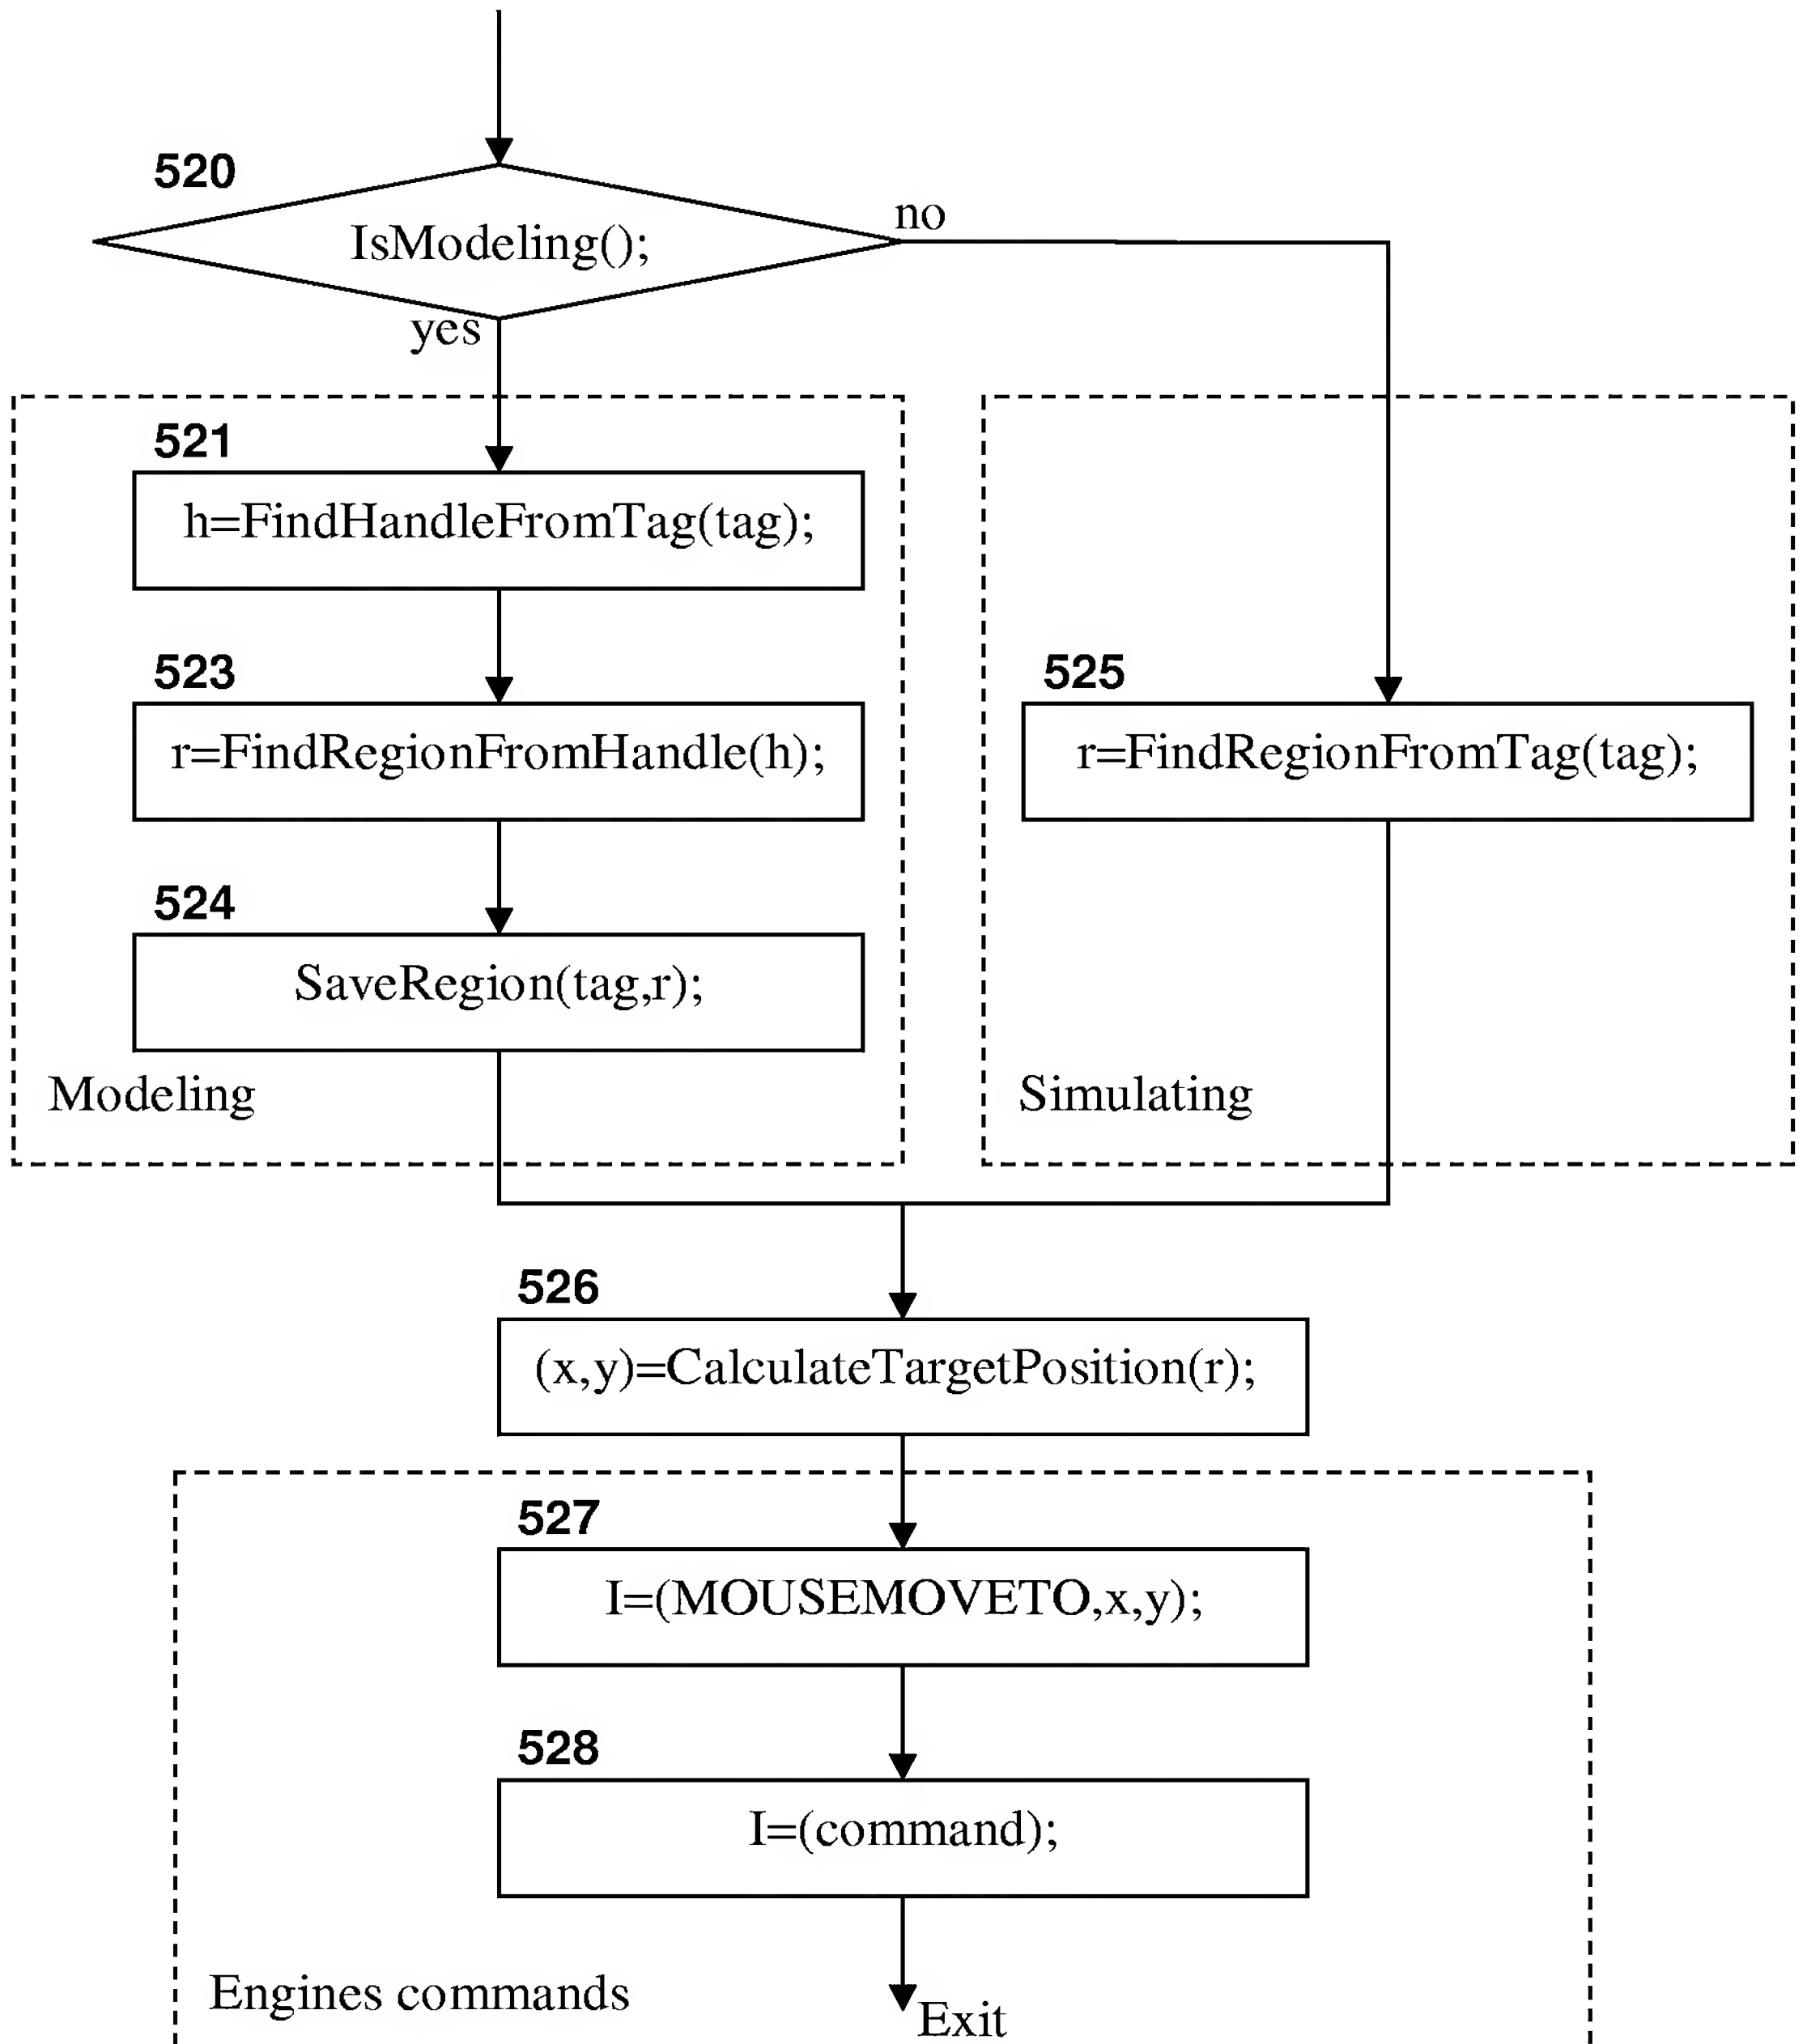 520
IsModeling();
no
yes
521
h=FindHandleFromTag(tag);
523
r=FindRegionFromHandle(h);
525
r=FindRegionFromTag(tag);
524
SaveRegion(tag,r);
Modeling
Simulating
526
(x,y)=CalculateTargetPosition(r);
527
I=(MOUSEMOVETO,x,y);
528
I=(command);
Engines commands
Exit